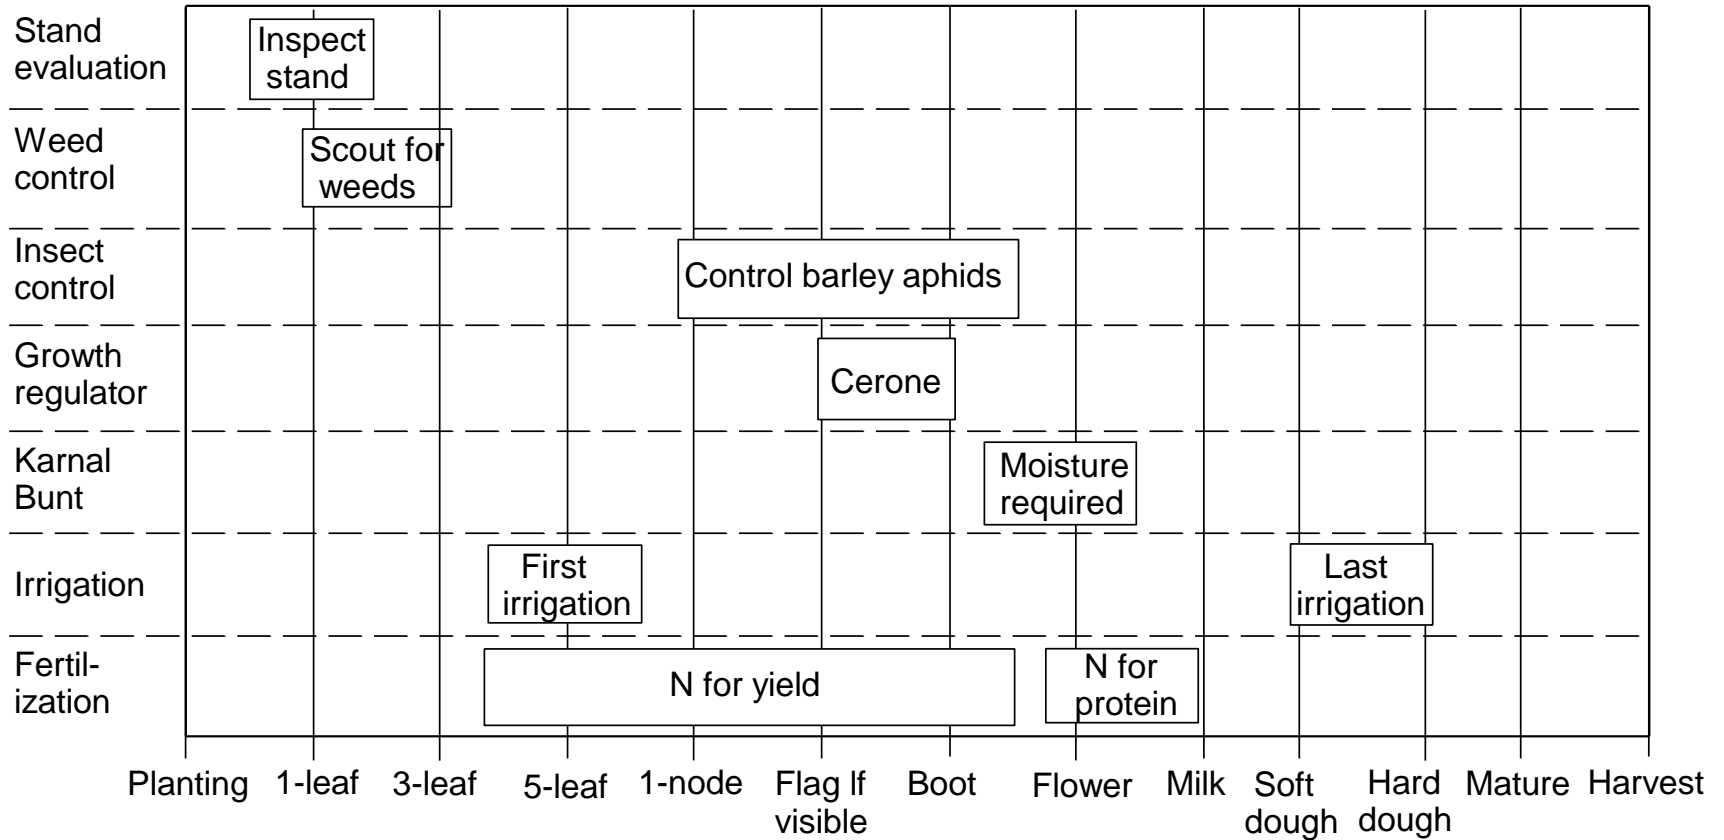 Stand
evaluation
Inspect
stand
Weed
control
Scout for
weeds
Insect
control
Control barley aphids
Growth
regulator
Cerone
Karnal
Bunt
Moisture
required
Irrigation
First
irrigation
Last
irrigation
Fertil-
ization
N for yield
N for
protein
Planting
1-leaf
3-leaf
5-leaf
1-node
Flag lf
visible
Boot
Flower
Milk
Soft
dough
Hard
dough
Mature
Harvest